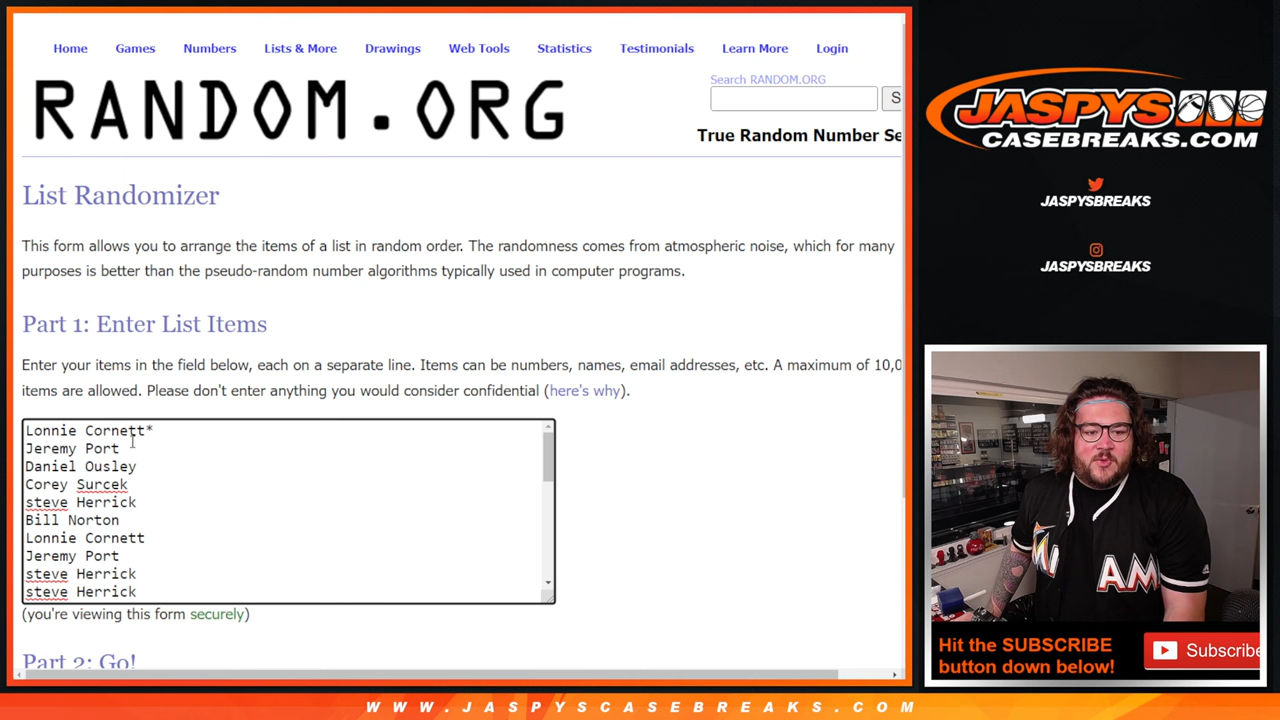 Home Games Numbers Lists & More Drawings Web Tools Statistics Testimonials Learn More Login
RANDOM.ORG
Search RANDOM.ORG
S
True Random Number Se
List Randomizer
This form allows you to arrange the items of a list in random order. The randomness comes from atmospheric noise, which for many
purposes is better than the pseudo-random number algorithms typically used in computer programs.
Part 1: Enter List Items
Enter your items in the field below, each on a separate line. Items can be numbers, names, email addresses, etc. A maximum of 10,0
items are allowed. Please don't enter anything you would consider confidential (here's why).
Lonnie Cornett*
Jeremy Port
Daniel Ousley
Corey Surcek
steve Herrick
Bill Norton
Lonnie Cornett
Jeremy Port
steve Herrick
steve Herrick
(you're viewing this form securely)
Part 2: Go!
JASPYS
CASEBREAKS.COM
JASPYSBREAKS
JASPYSBREAKS
AM
Hit the SUBSCRIBE
button down below!
Subscribe
WWW.JASPYSCASEBREAKS.COM